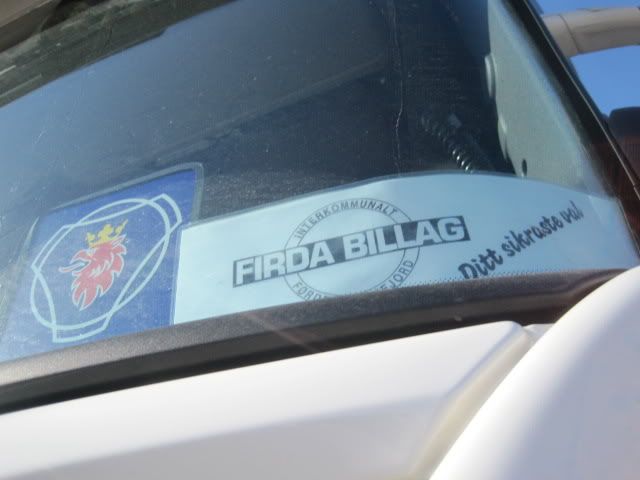 INTERKOMMUNALT
FIRDA BILLAG
Ditt sikraste val